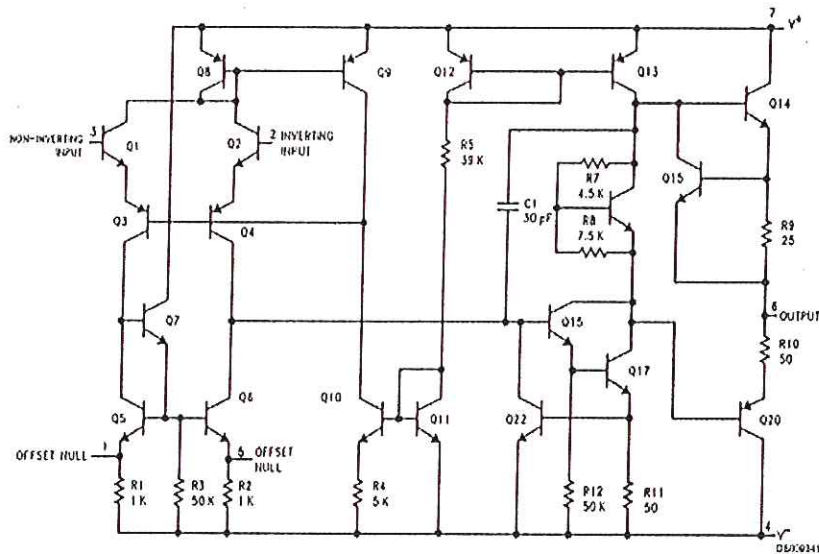 7 V+
Q8
Q9
Q12
Q13
Q14
NON-INVERTING
INPUT
3
Q1
Q2
2 INVERTING
INPUT
R5
39 K
R7
4.5 K
Q15
Q3
Q4
C1
30 pF
R8
7.5 K
R9
25
Q7
Q15
6 OUTPUT
R10
50
Q17
Q5
Q6
Q10
Q11
Q22
Q20
OFFSET NULL
1
5 OFFSET
NULL
R1
1 K
R3
50 K
R2
1 K
R4
5 K
R12
50 K
R11
50
4 V-